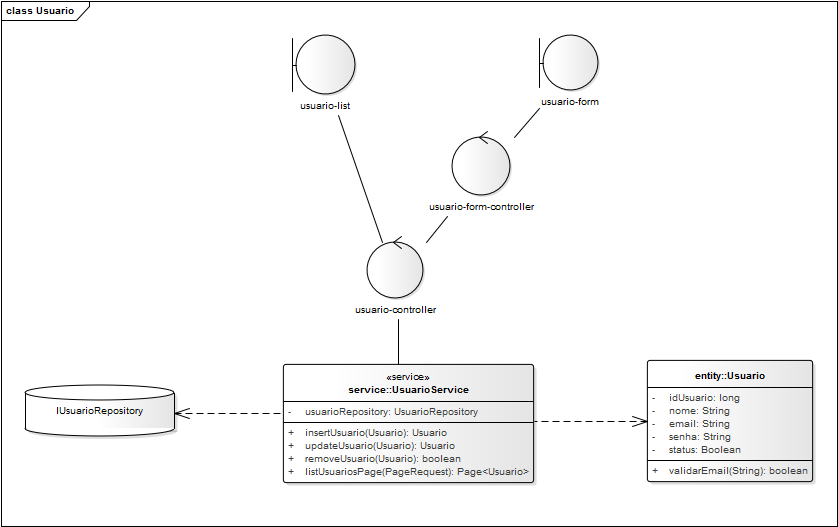 class Usuario
usuario-list
usuario-form
usuario-form-controller
usuario-controller
IUsuarioRepository
«service»
service::UsuarioService
- usuarioRepository: UsuarioRepository
+ insertUsuario(Usuario): Usuario
+ updateUsuario(Usuario): Usuario
+ removeUsuario(Usuario): boolean
+ listUsuariosPage(PageRequest): Page<Usuario>
entity::Usuario
- idUsuario: long
- nome: String
- email: String
- senha: String
- status: Boolean
+ validarEmail(String): boolean